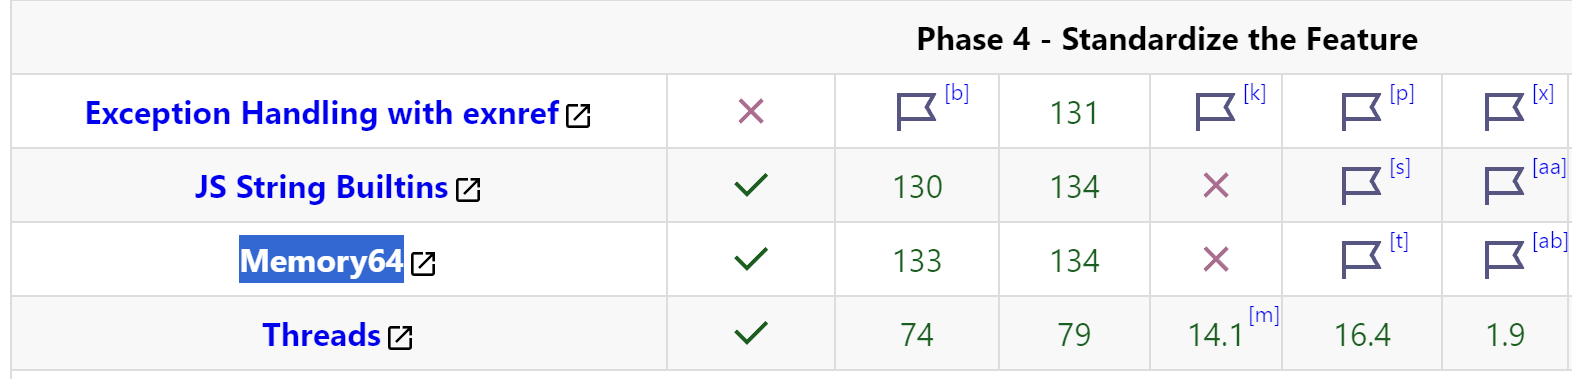 Phase 4 - Standardize the Feature
Exception Handling with exnref [b] 131 [k] [p] [x]
JS String Builtins 130 134 [s] [aa]
Memory64 133 134 [t] [ab]
Threads 74 79 14.1 [m] 16.4 1.9